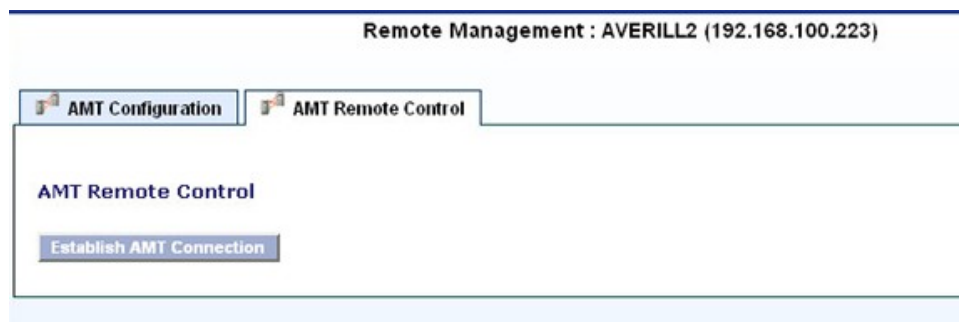 Remote Management : AVERILL2 (192.168.100.223)
AMT Configuration AMT Remote Control
AMT Remote Control
Establish AMT Connection